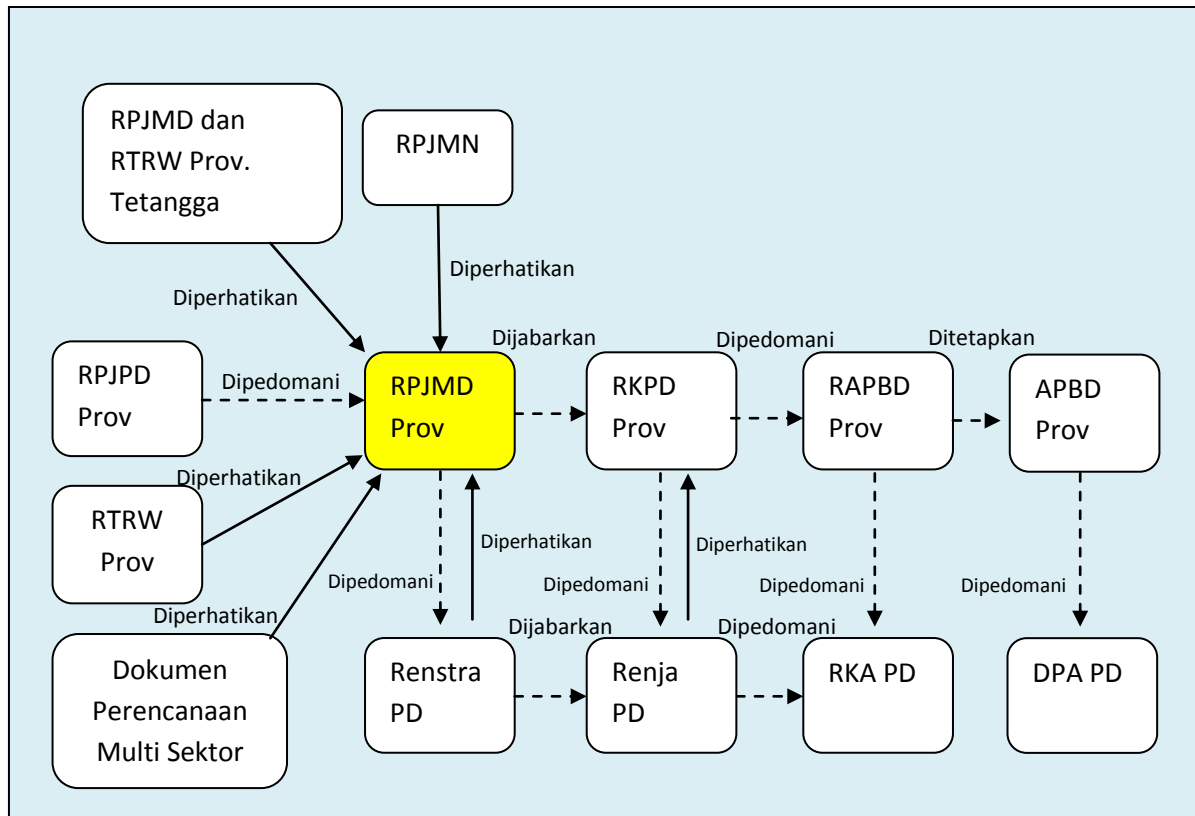 RPJMD dan
RTRW Prov.
Tetangga
RPJMN
Diperhatikan
Diperhatikan
Dijabarkan
Dipedomani
Ditetapkan
RPJPD
Prov
Dipedomani
RPJMD
Prov
RKPD
Prov
RAPBD
Prov
APBD
Prov
Diperhatikan
RTRW
Prov
Diperhatikan
Diperhatikan
Dipedomani
Dipedomani
Dipedomani
Dipedomani
Diperhatikan
Dijabarkan
Dipedomani
Dokumen
Perencanaan
Multi Sektor
Renstra
PD
Renja
PD
RKA PD
DPA PD